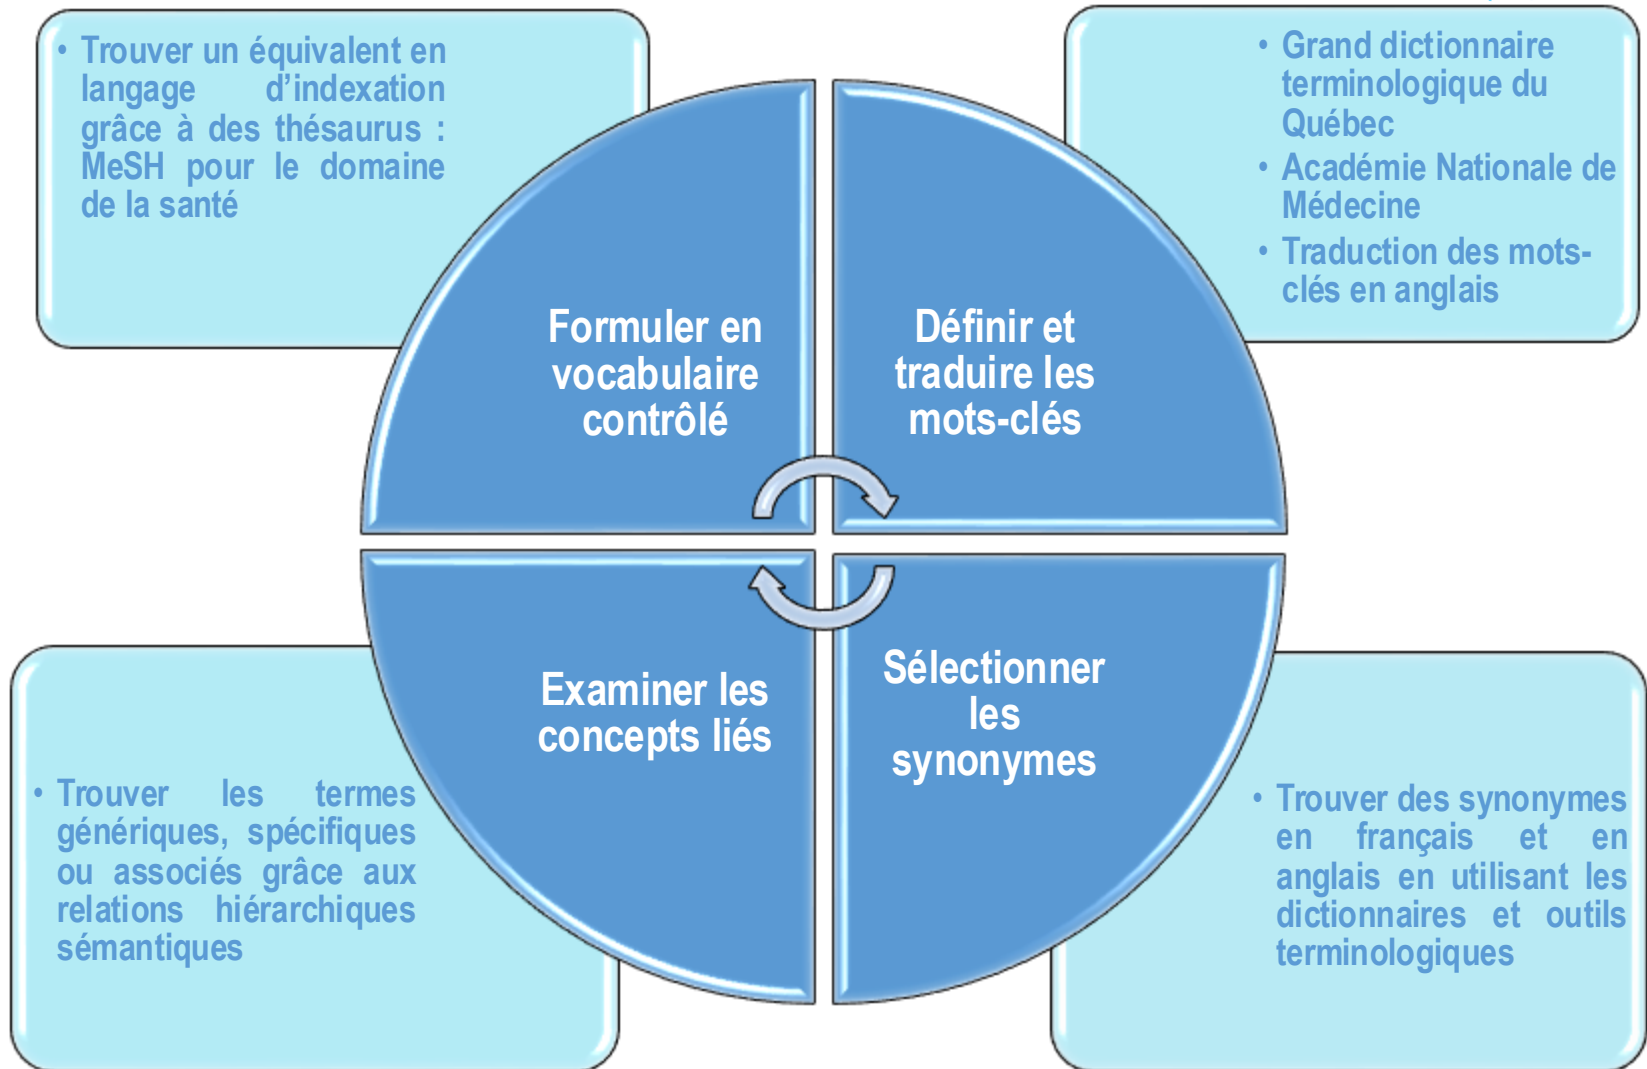 • Trouver un équivalent en
langage d’indexation
grâce à des thésaurus :
MeSH pour le domaine
de la santé
• Grand dictionnaire
terminologique du
Québec
• Académie Nationale de
Médecine
• Traduction des mots-
clés en anglais
Formuler en
vocabulaire
contrôlé
Définir et
traduire les
mots-clés
Examiner les
concepts liés
Sélectionner
les
synonymes
• Trouver les termes
génériques, spécifiques
ou associés grâce aux
relations hiérarchiques
sémantiques
• Trouver des synonymes
en français et en
anglais en utilisant les
dictionnaires et outils
terminologiques